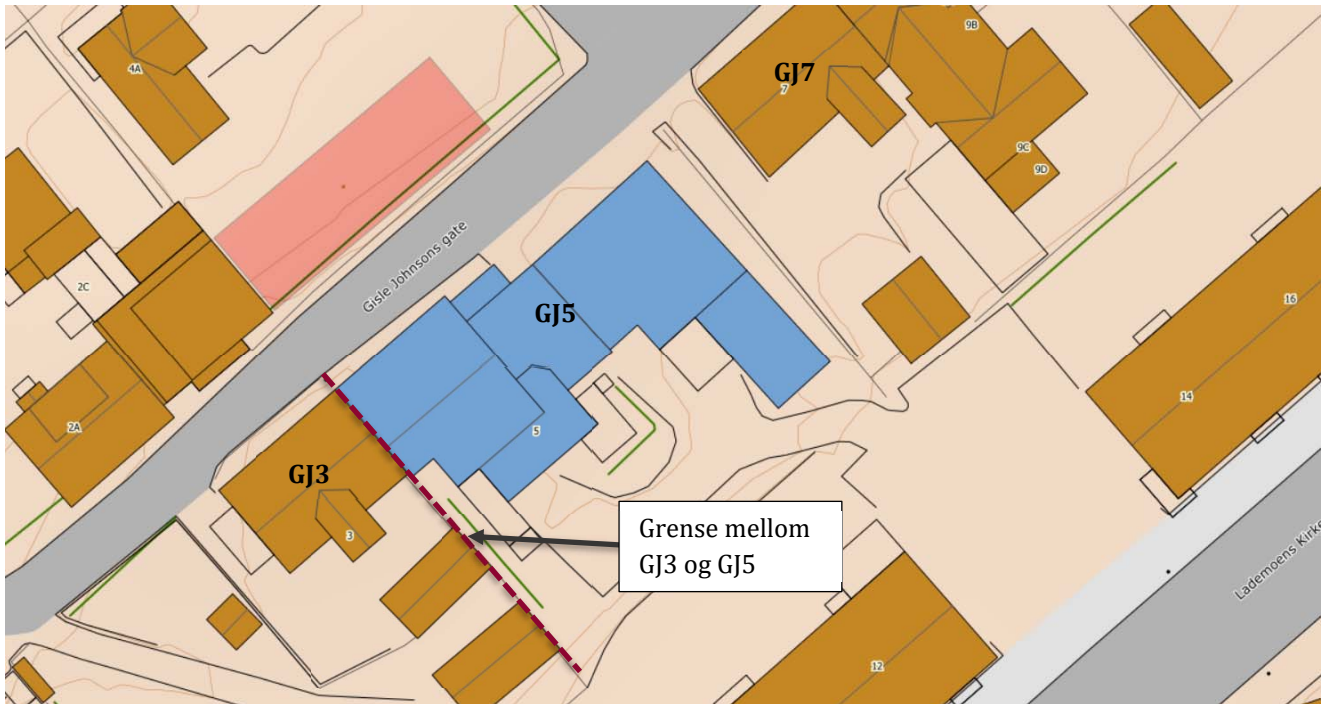 9B
4A
GJ7
7
9C
9D
Gisle Johnsons gate
2C
16
GJ5
14
2A
5
GJ3
3
Grense mellom
GJ3 og GJ5
Lademoens Kirke
12